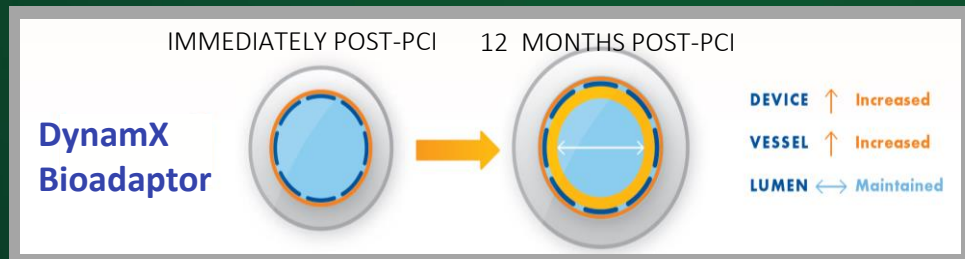 IMMEDIATELY POST-PCI 12 MONTHS POST-PCI
DynamX
Bioadaptor
DEVICE ↑ Increased
VESSEL ↑ Increased
LUMEN ↔ Maintained